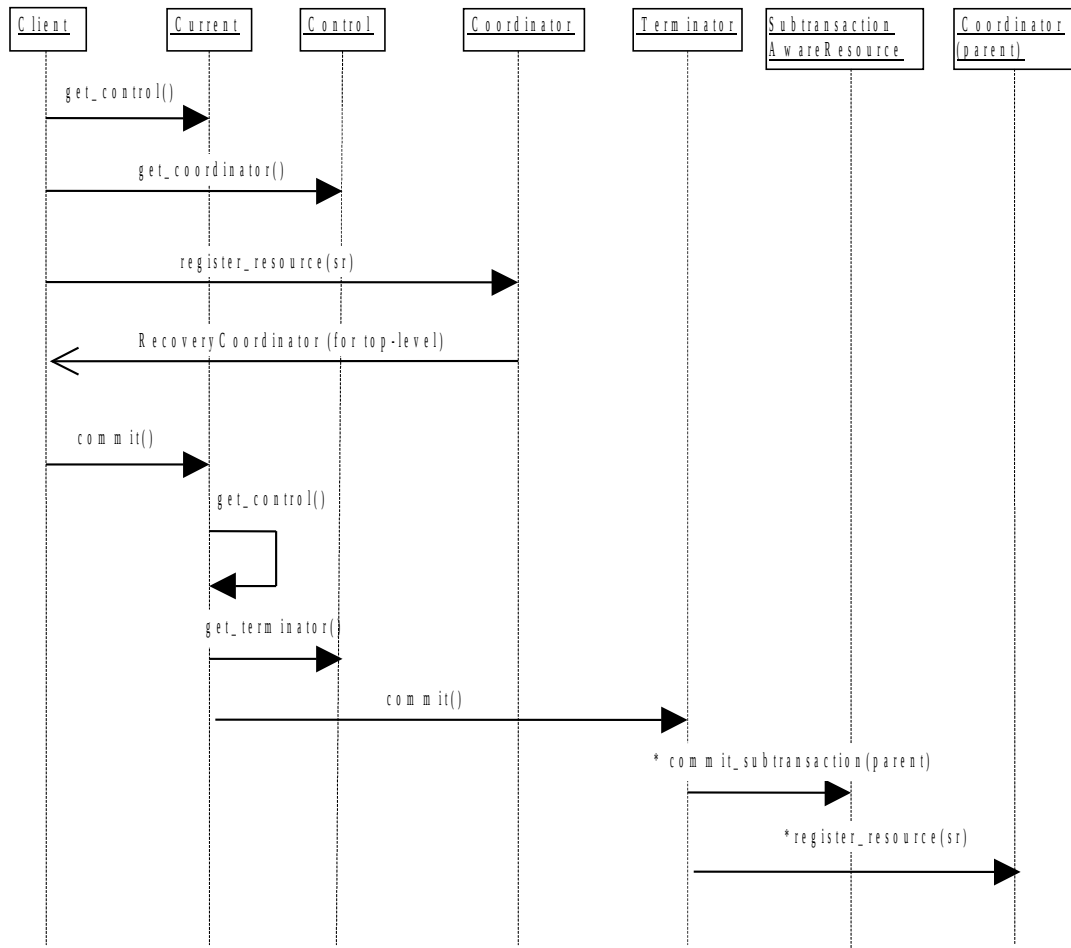 Client
Current
Control
Coordinator
Terminator
Subtransaction
AwareResource
Coordinator
(parent)
get_control()
get_coordinator()
register_resource(sr)
RecoveryCoordinator (for top-level)
commit()
get_control()
get_terminator()
commit()
* commit_subtransaction(parent)
*register_resource(sr)